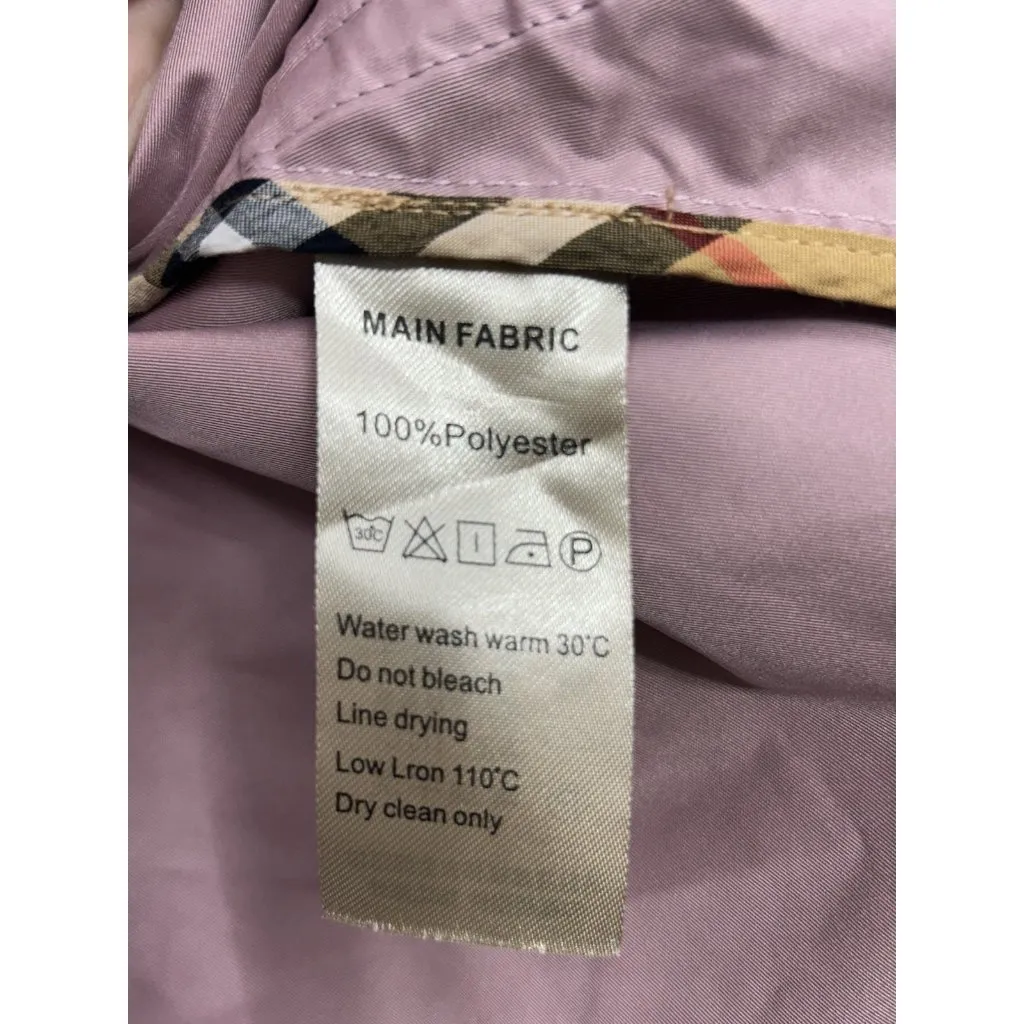 MAIN FABRIC
100%Polyester
30°C P
Water wash warm 30°C
Do not bleach
Line drying
Low Lron 110°C
Dry clean only